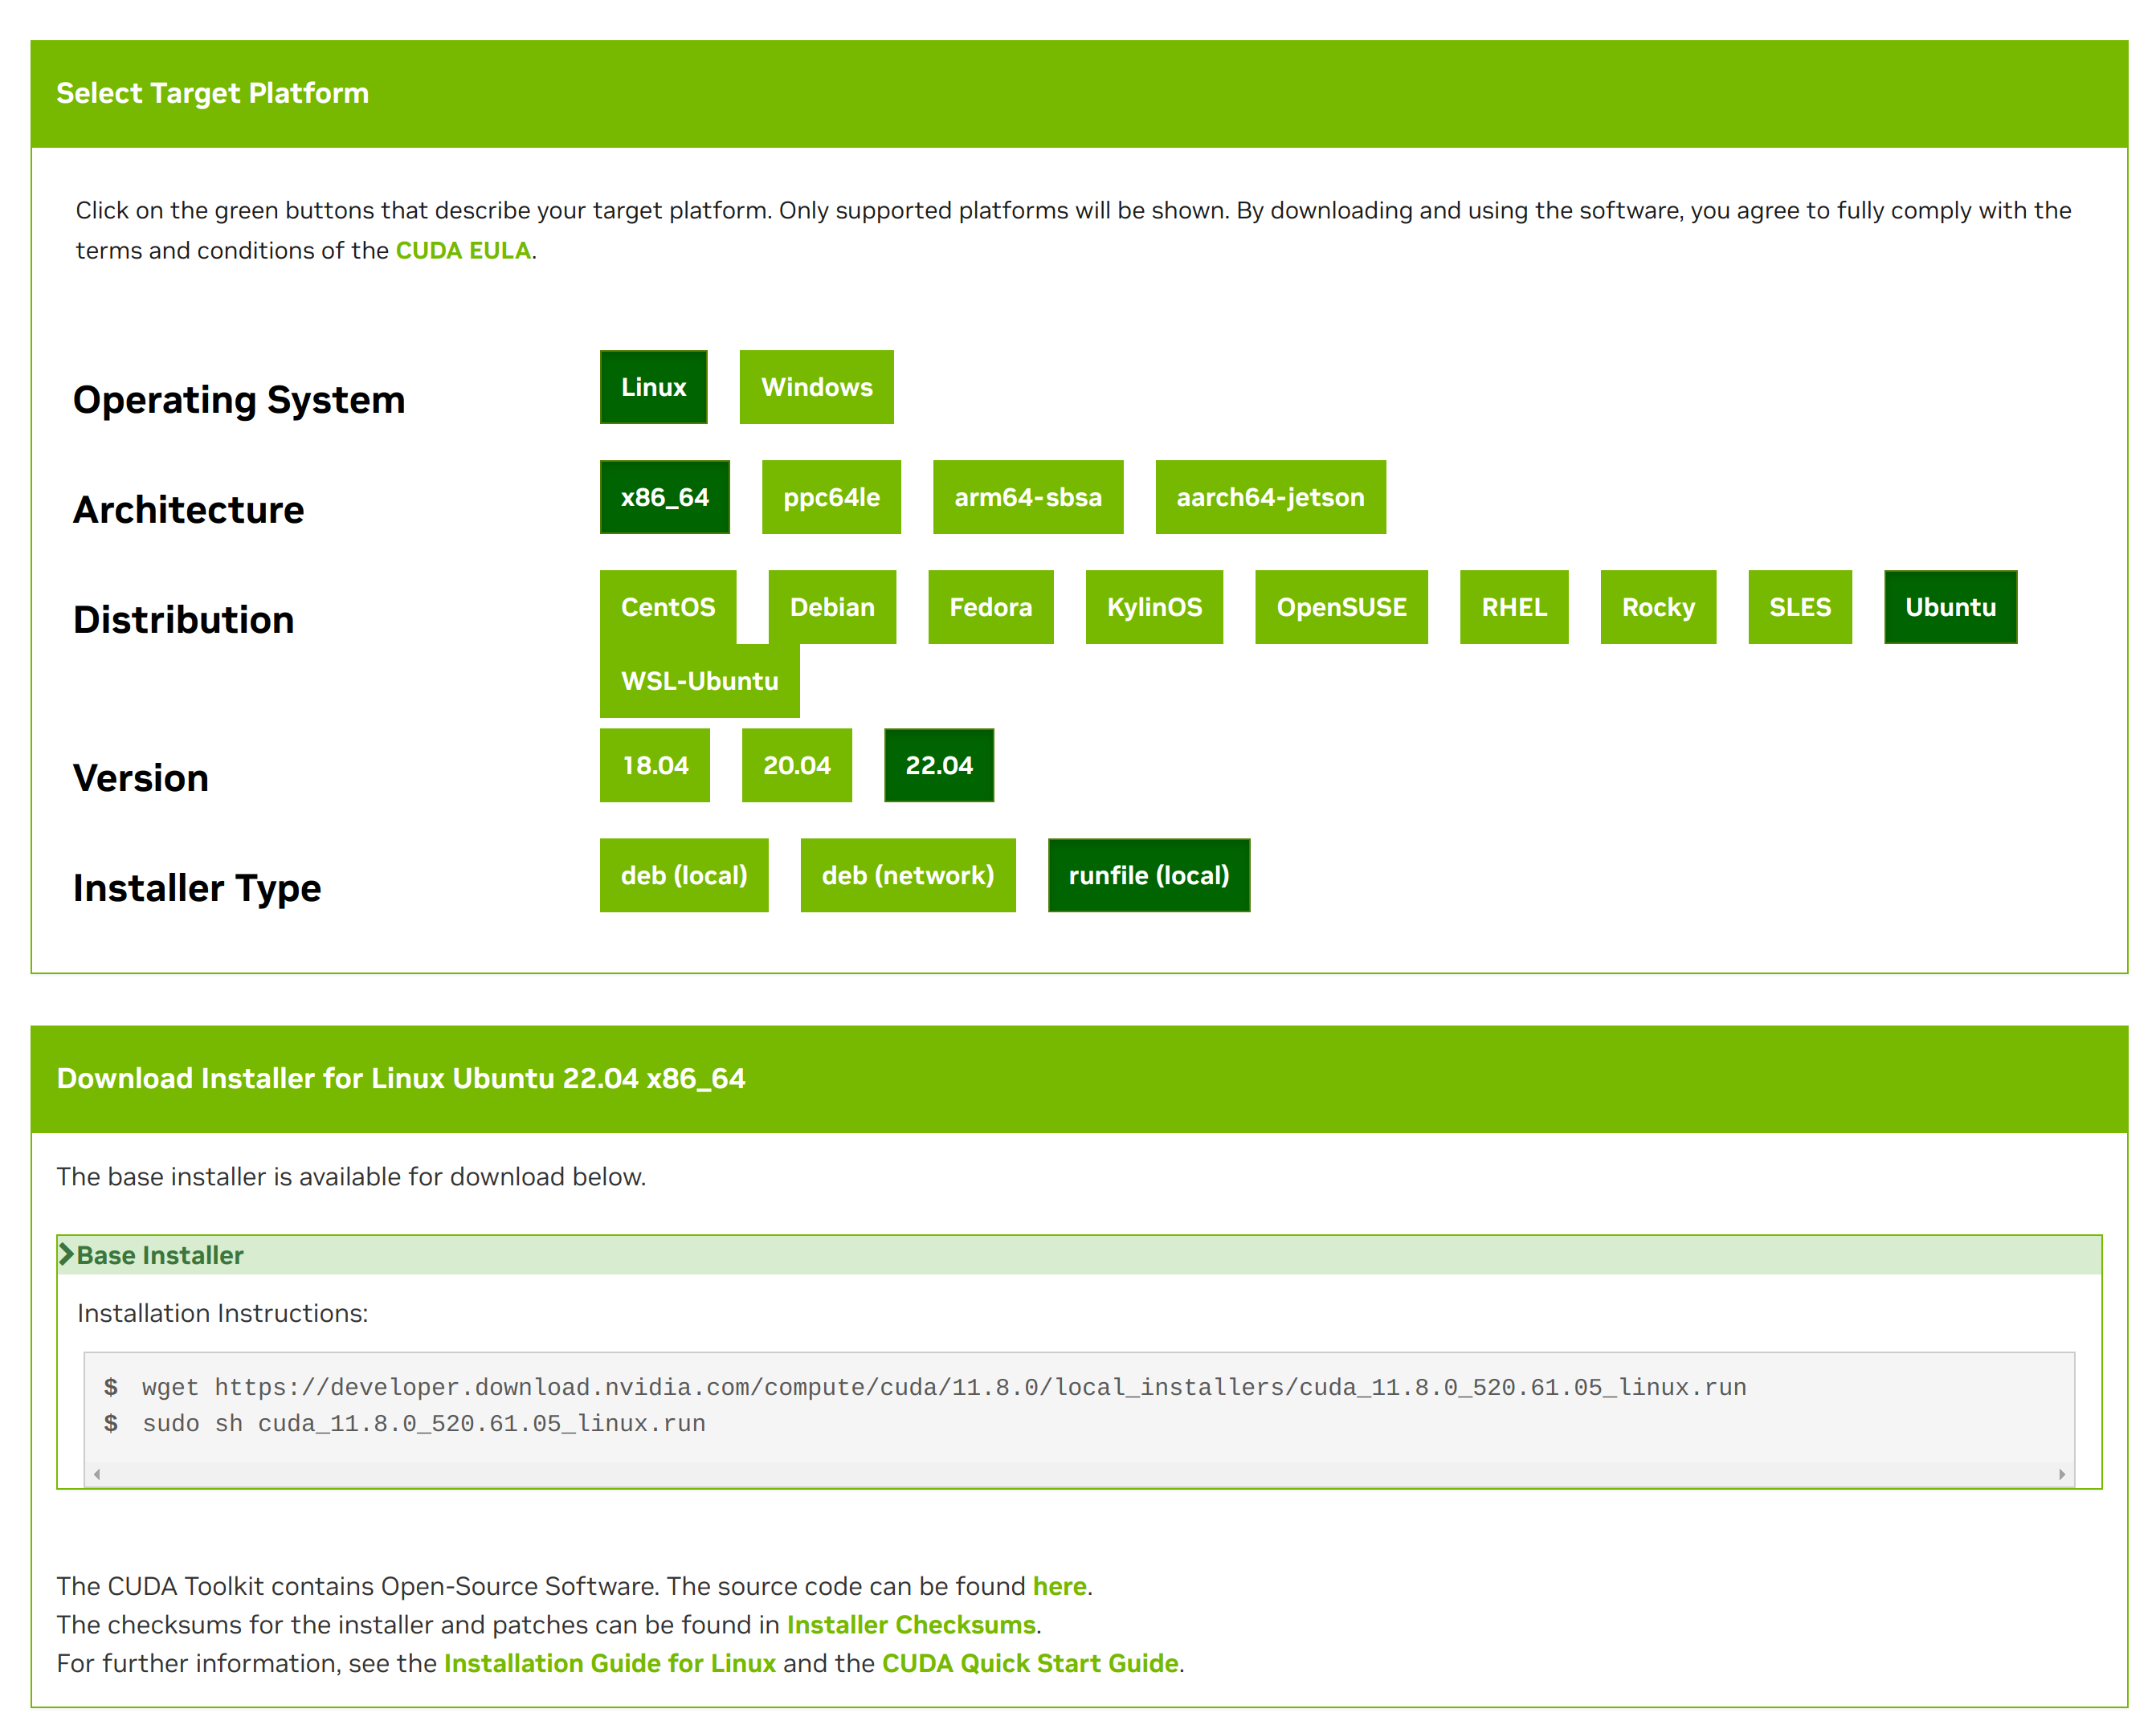 Select Target Platform
Click on the green buttons that describe your target platform. Only supported platforms will be shown. By downloading and using the software, you agree to fully comply with the
terms and conditions of the CUDA EULA.
Operating System
Linux Windows
Architecture
x86_64 ppc64le arm64-sbsa aarch64-jetson
Distribution
CentOS Debian Fedora KylinOS OpenSUSE RHEL Rocky SLES Ubuntu
WSL-Ubuntu
Version
18.04 20.04 22.04
Installer Type
deb (local) deb (network) runfile (local)
Download Installer for Linux Ubuntu 22.04 x86_64
The base installer is available for download below.
Base Installer
Installation Instructions:
$ wget https://developer.download.nvidia.com/compute/cuda/11.8.0/local_installers/cuda_11.8.0_520.61.05_linux.run
$ sudo sh cuda_11.8.0_520.61.05_linux.run
The CUDA Toolkit contains Open-Source Software. The source code can be found here.
The checksums for the installer and patches can be found in Installer Checksums.
For further information, see the Installation Guide for Linux and the CUDA Quick Start Guide.